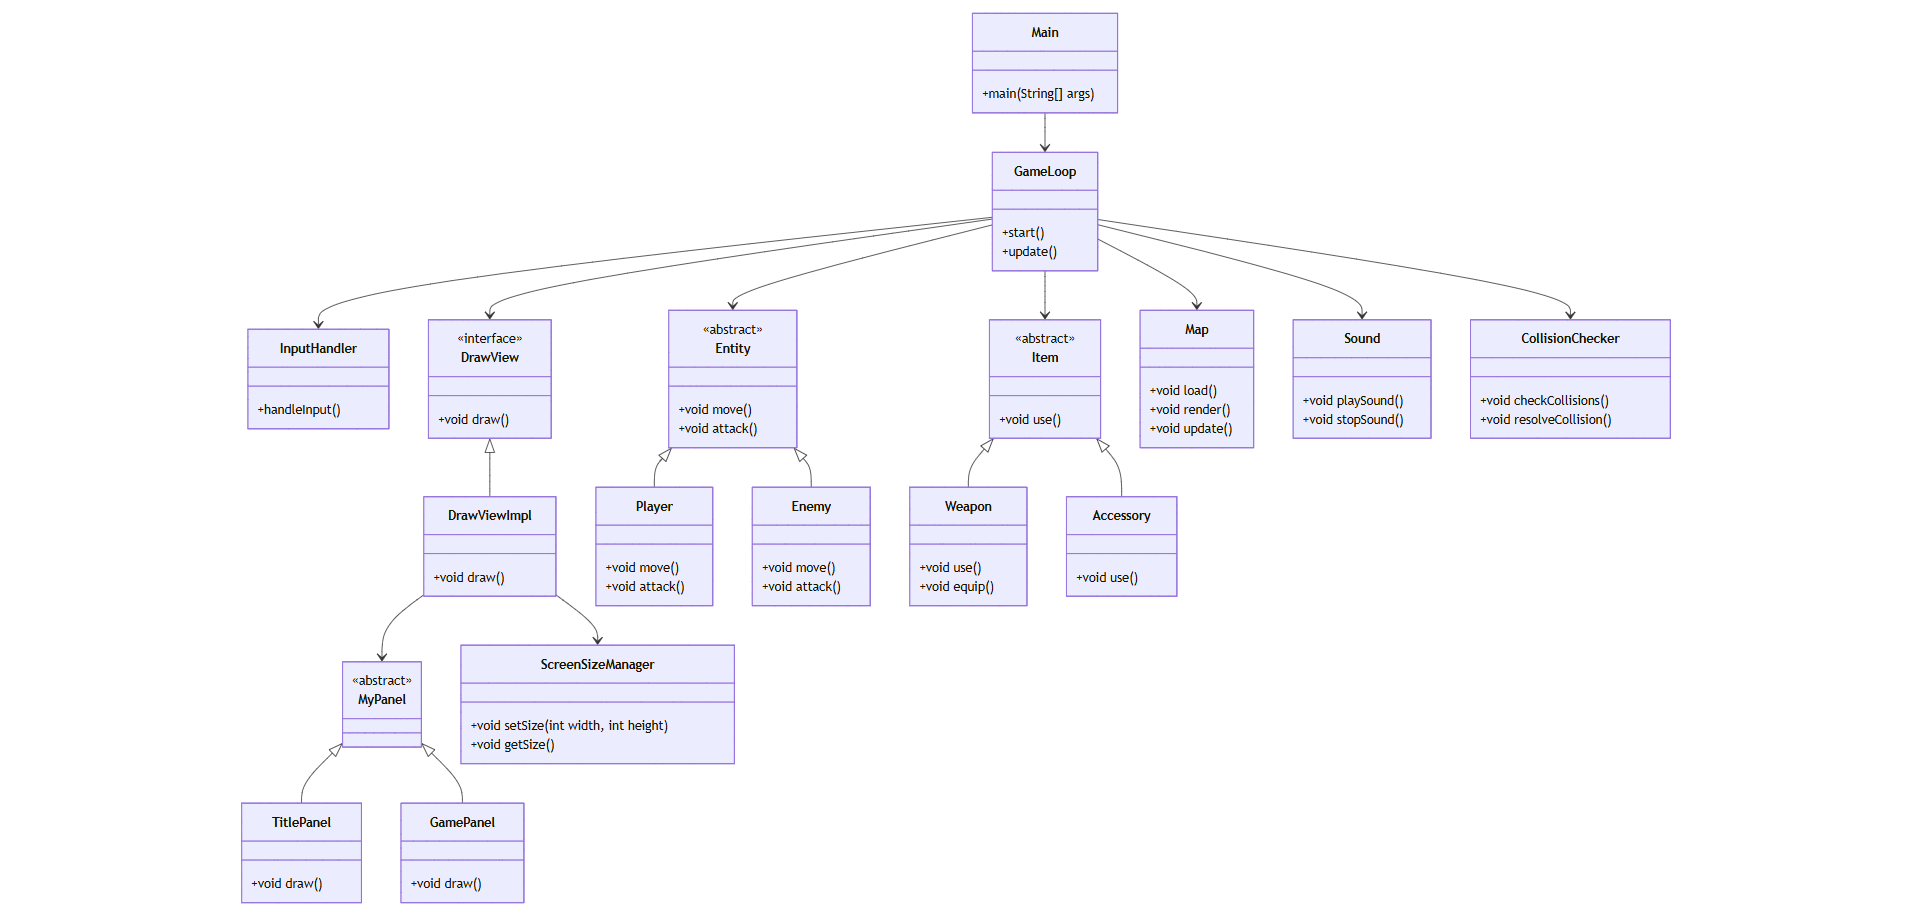 Main
+main(String[] args)
GameLoop
+start()
+update()
InputHandler
+handleInput()
«interface»
DrawView
+void draw()
«abstract»
Entity
+void move()
+void attack()
«abstract»
Item
+void use()
Map
+void load()
+void render()
+void update()
Sound
+void playSound()
+void stopSound()
CollisionChecker
+void checkCollisions()
+void resolveCollision()
DrawViewImpl
+void draw()
Player
+void move()
+void attack()
Enemy
+void move()
+void attack()
Weapon
+void use()
+void equip()
Accessory
+void use()
«abstract»
MyPanel
ScreenSizeManager
+void setSize(int width, int height)
+void getSize()
TitlePanel
+void draw()
GamePanel
+void draw()